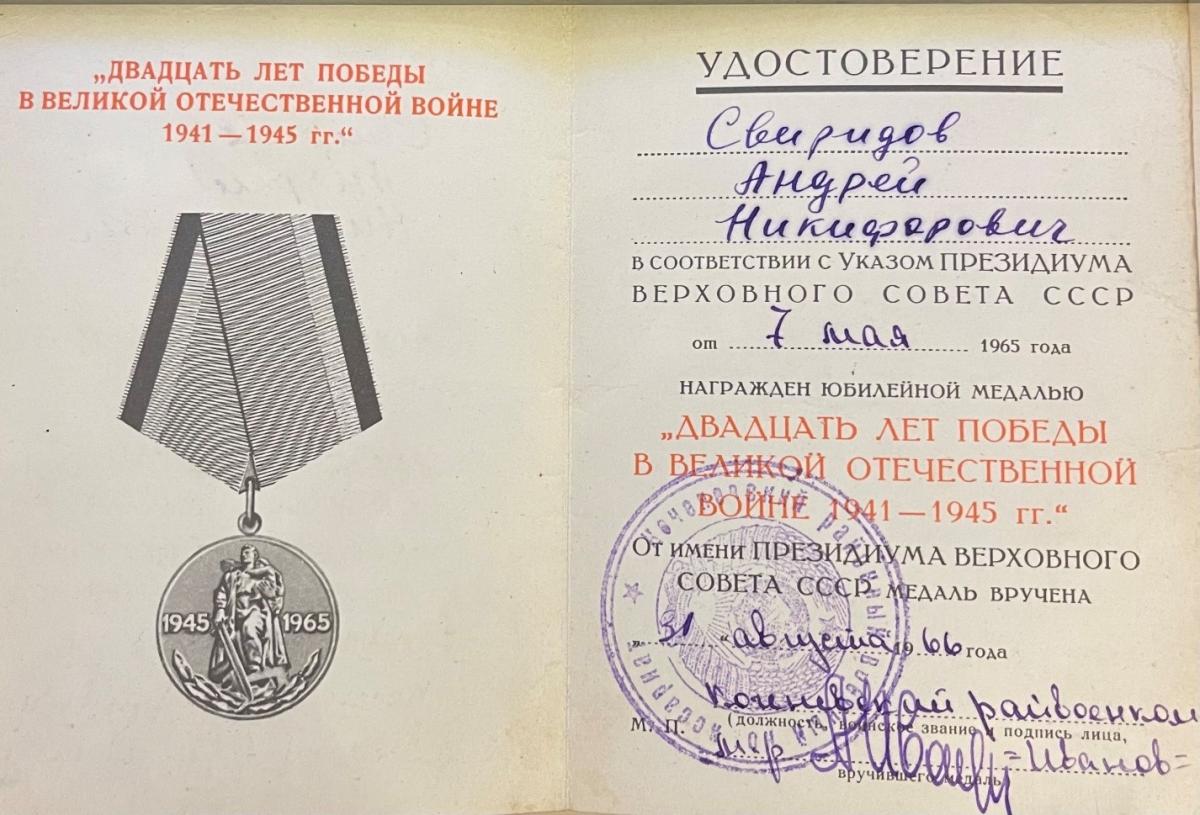 „ДВАДЦАТЬ ЛЕТ ПОБЕДЫ
В ВЕЛИКОЙ ОТЕЧЕСТВЕННОЙ ВОЙНЕ
1941 — 1945 гг.“
1945 1965
УДОСТОВЕРЕНИЕ
Свиридов
Андрей
Никифорович
В СООТВЕТСТВИИ С УКАЗОМ ПРЕЗИДИУМА
ВЕРХОВНОГО СОВЕТА СССР
от 7 мая 1965 года
НАГРАЖДЕН ЮБИЛЕЙНОЙ МЕДАЛЬЮ
„ДВАДЦАТЬ ЛЕТ ПОБЕДЫ
В ВЕЛИКОЙ ОТЕЧЕСТВЕННОЙ
ВОЙНЕ 1941 — 1945 гг.“
ОТ ИМЕНИ ПРЕЗИДИУМА ВЕРХОВНОГО
СОВЕТА СССР МЕДАЛЬ ВРУЧЕНА
„31 “ августа 1966 года
райвоенком
М. П. (должность, воинское звание и подпись лица,
=Иванов=
вручившего медаль)
районный военный комиссариат